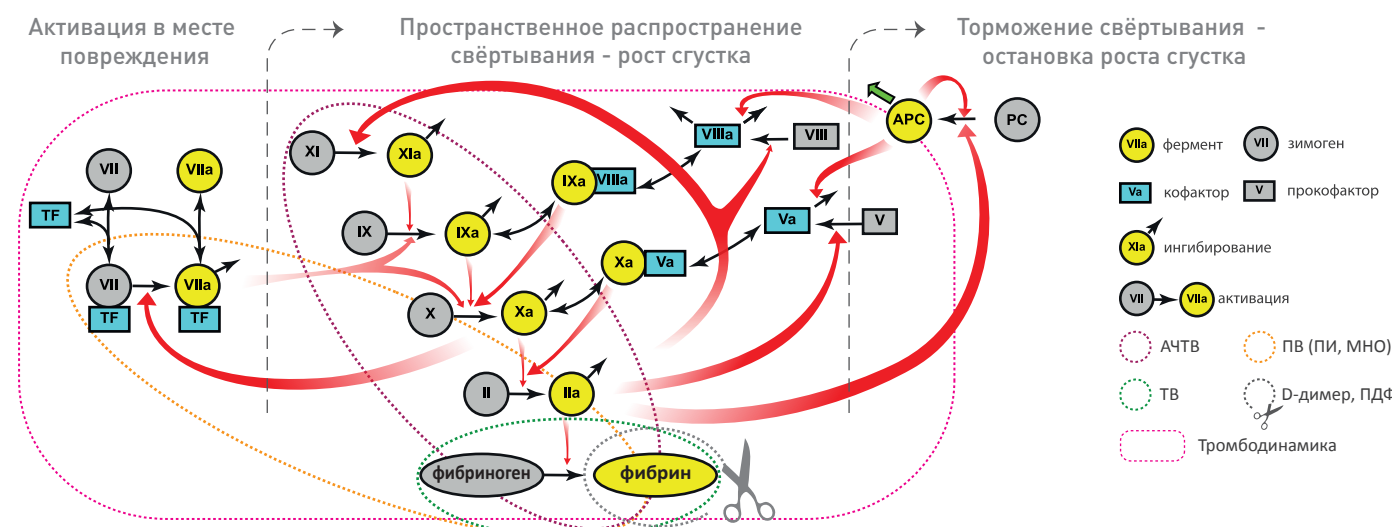 Активация в месте
повреждения
Пространственное распространение
свёртывания - рост сгустка
Торможение свёртывания -
остановка роста сгустка
VII
VIIa
TF
VII
TF
VIIa
TF
XI
XIa
IX
IXa
IXa
VIIIa
VIIIa
VIII
APC
PC
X
Xa
Xa
Va
Va
V
II
IIa
фибриноген
фибрин
VIIa
фермент
VII
зимоген
Va
кофактор
V
прокофактор
XIa
ингибирование
VII
VIIa
активация
АЧТВ
ПВ (ПИ, МНО)
ТВ
D-димер, ПДФ
Тромбодинамика